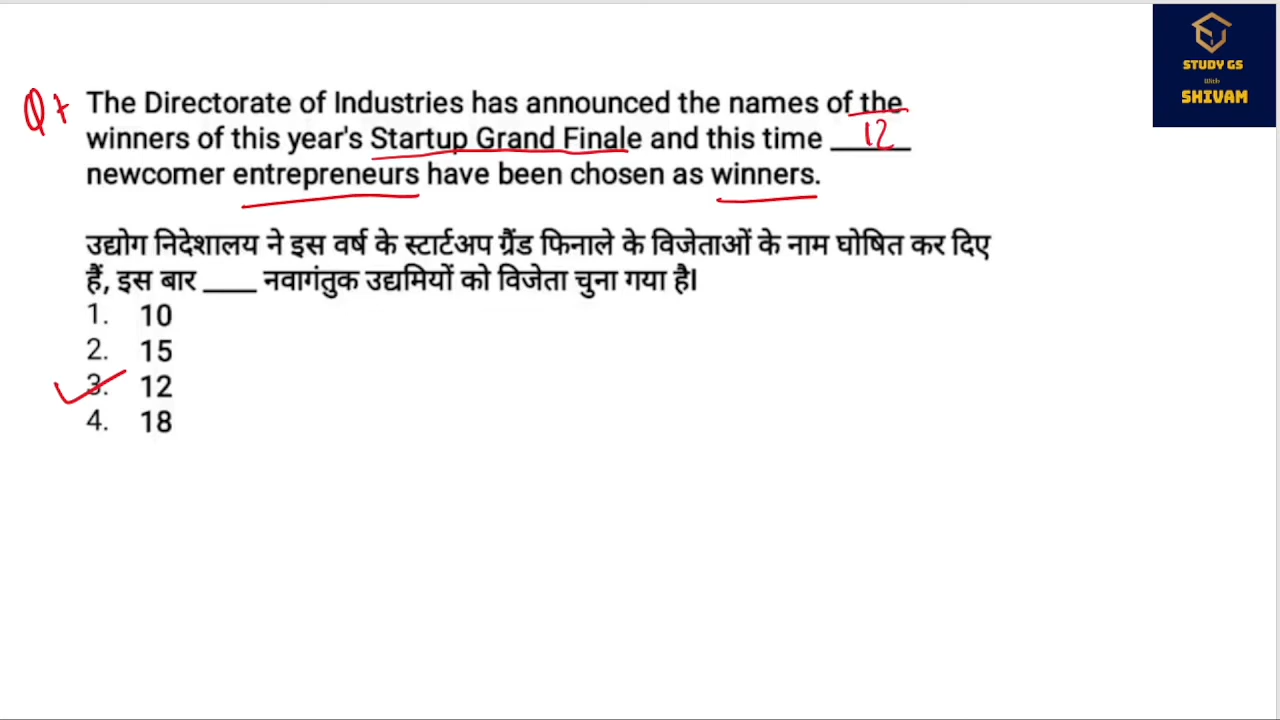 STUDY GS
With
SHIVAM
Q+ The Directorate of Industries has announced the names of the
winners of this year's Startup Grand Finale and this time __12__
newcomer entrepreneurs have been chosen as winners.
उद्योग निदेशालय ने इस वर्ष के स्टार्टअप ग्रैंड फिनाले के विजेताओं के नाम घोषित कर दिए
हैं, इस बार ____ नवागंतुक उद्यमियों को विजेता चुना गया है।
1. 10
2. 15
3. 12
4. 18